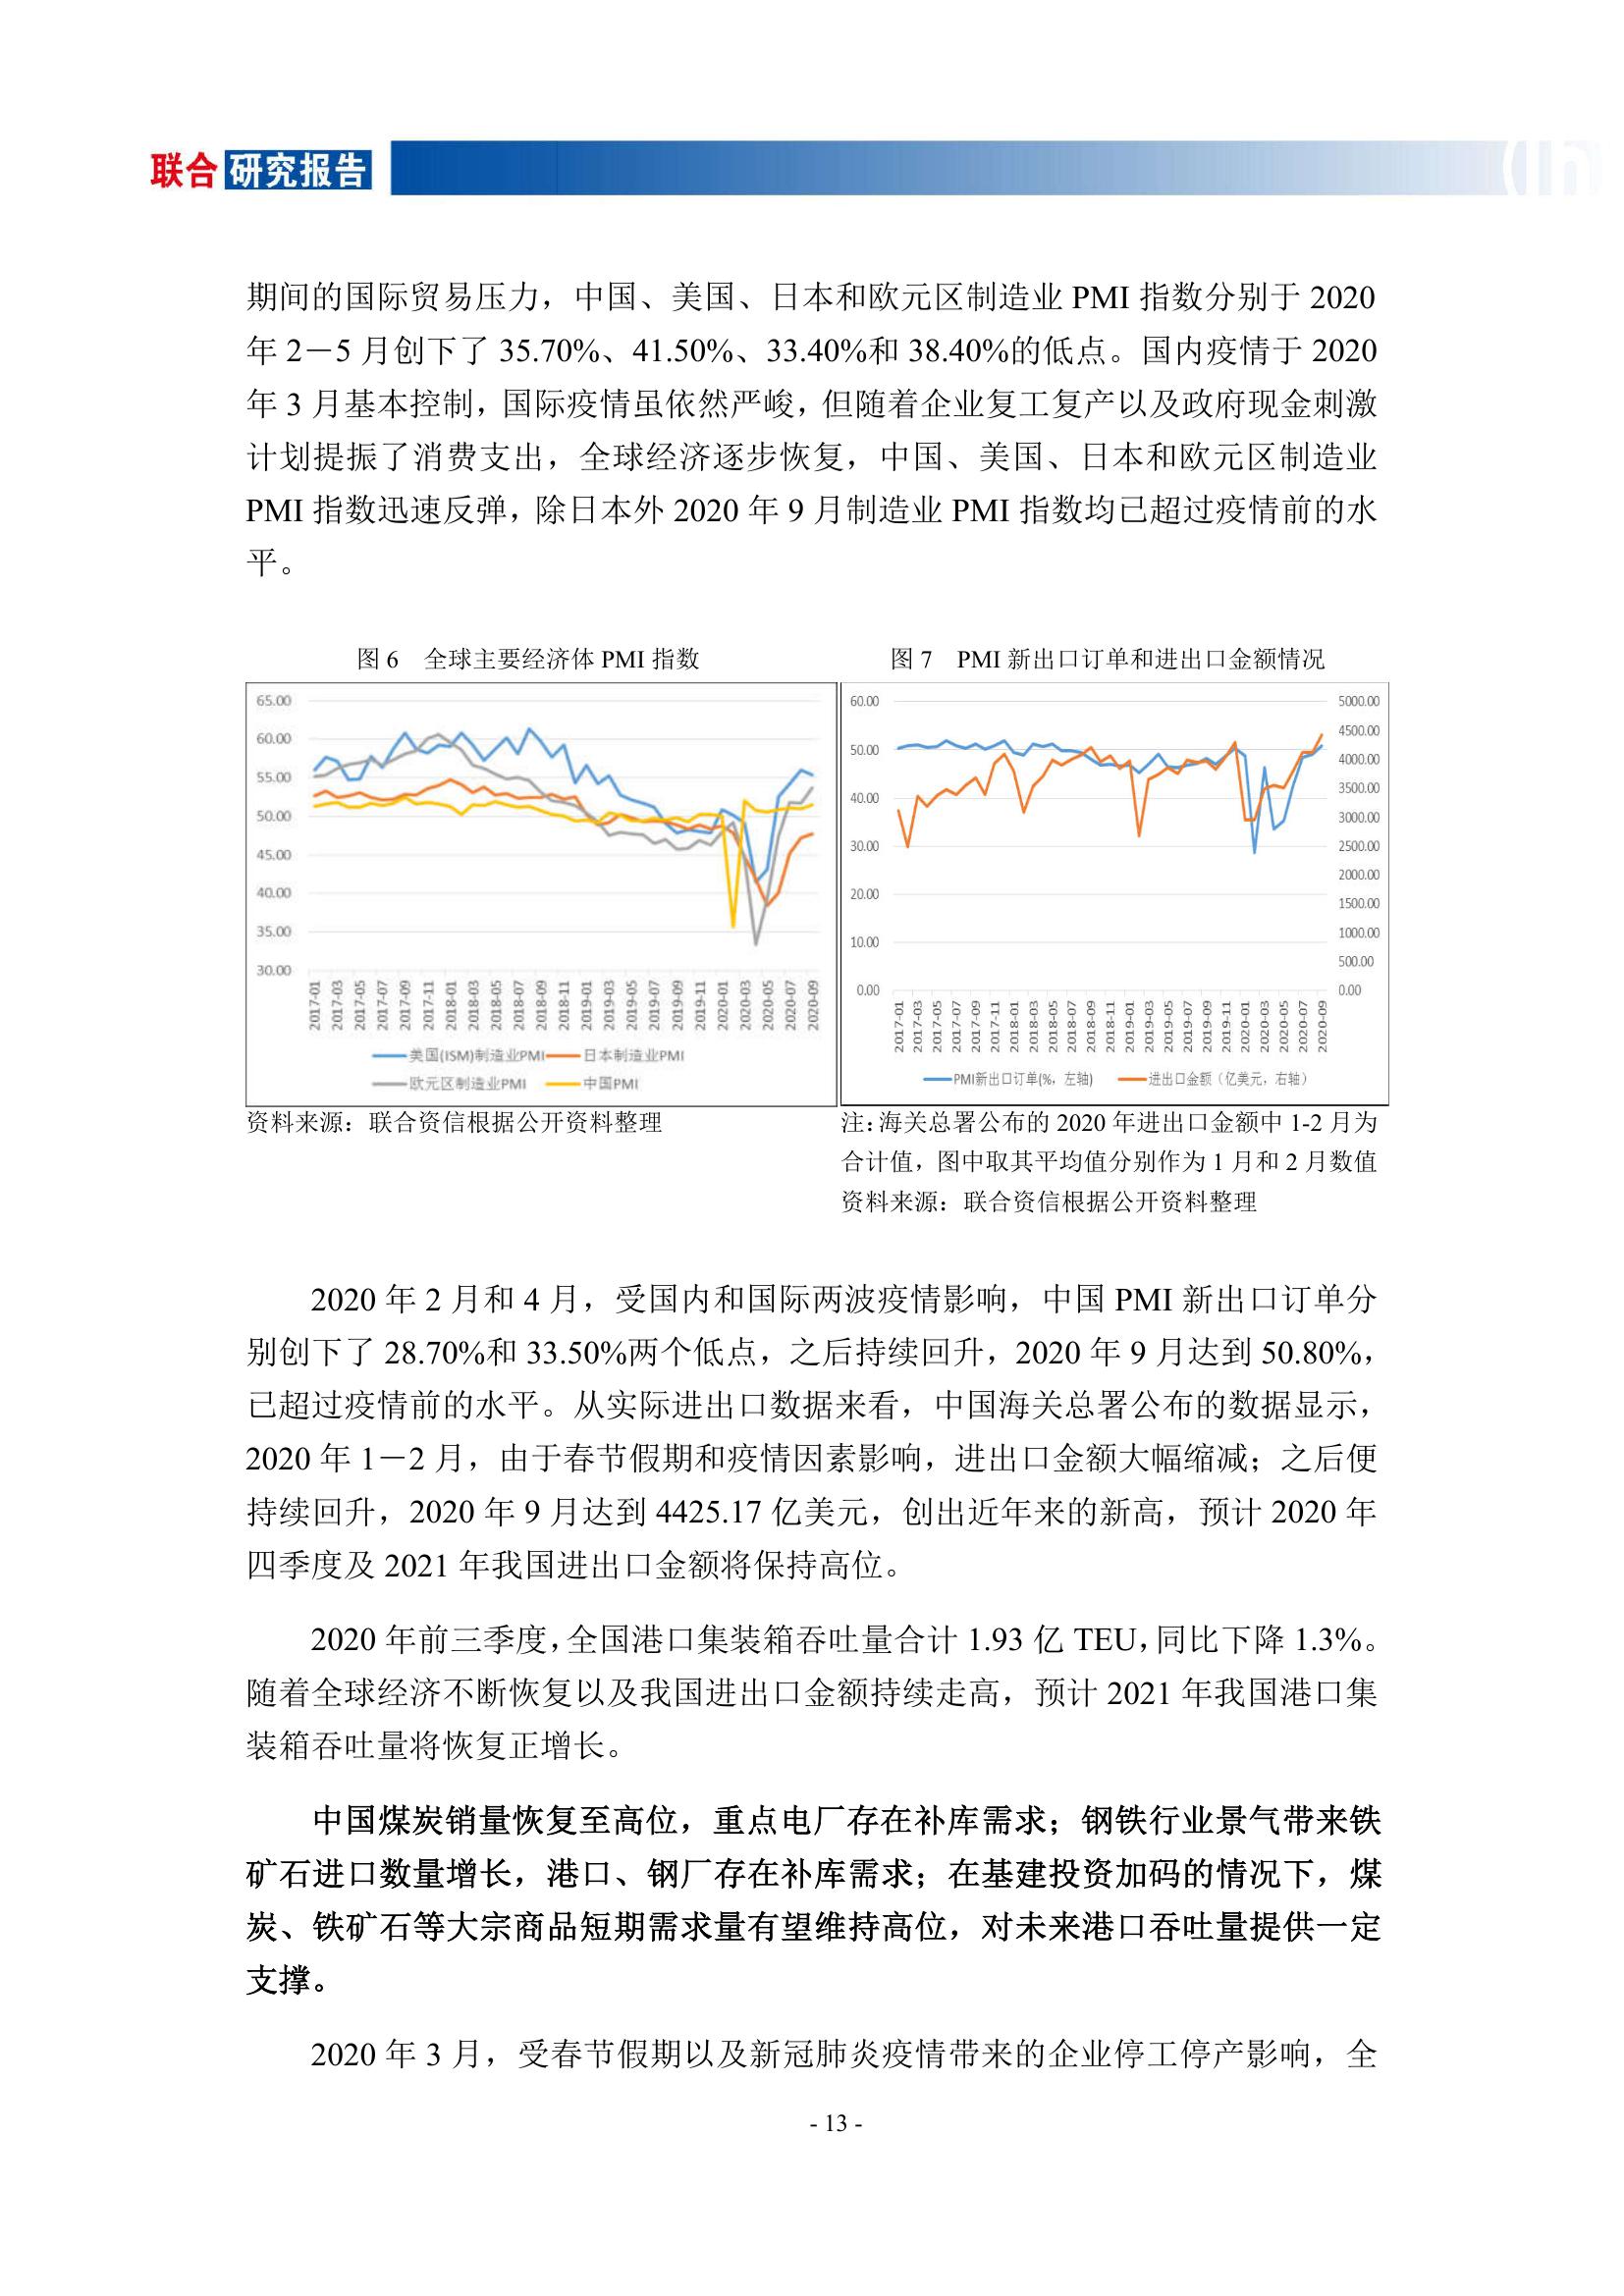 联合 研究报告
期间的国际贸易压力，中国、美国、日本和欧元区制造业 PMI 指数分别于 2020
年 2－5 月创下了 35.70%、41.50%、33.40%和 38.40%的低点。国内疫情于 2020
年 3 月基本控制，国际疫情虽依然严峻，但随着企业复工复产以及政府现金刺激
计划提振了消费支出，全球经济逐步恢复，中国、美国、日本和欧元区制造业
PMI 指数迅速反弹，除日本外 2020 年 9 月制造业 PMI 指数均已超过疫情前的水
平。
图 6 全球主要经济体 PMI 指数
65.00
60.00
55.00
50.00
45.00
40.00
35.00
30.00
2017-01 2017-03 2017-05 2017-07 2017-09 2017-11 2018-01 2018-03 2018-05 2018-07 2018-09 2018-11 2019-01 2019-03 2019-05 2019-07 2019-09 2019-11 2020-01 2020-03 2020-05 2020-07 2020-09
美国(ISM)制造业PMI 日本制造业PMI
欧元区制造业PMI 中国PMI
资料来源：联合资信根据公开资料整理
图 7 PMI 新出口订单和进出口金额情况
60.00
50.00
40.00
30.00
20.00
10.00
0.00
5000.00
4500.00
4000.00
3500.00
3000.00
2500.00
2000.00
1500.00
1000.00
500.00
0.00
2017-01 2017-03 2017-05 2017-07 2017-09 2017-11 2018-01 2018-03 2018-05 2018-07 2018-09 2018-11 2019-01 2019-03 2019-05 2019-07 2019-09 2019-11 2020-01 2020-03 2020-05 2020-07 2020-09
PMI新出口订单(%，左轴) 进出口金额（亿美元，右轴）
注：海关总署公布的 2020 年进出口金额中 1-2 月为
合计值，图中取其平均值分别作为 1 月和 2 月数值
资料来源：联合资信根据公开资料整理
2020 年 2 月和 4 月，受国内和国际两波疫情影响，中国 PMI 新出口订单分
别创下了 28.70%和 33.50%两个低点，之后持续回升，2020 年 9 月达到 50.80%，
已超过疫情前的水平。从实际进出口数据来看，中国海关总署公布的数据显示，
2020 年 1－2 月，由于春节假期和疫情因素影响，进出口金额大幅缩减；之后便
持续回升，2020 年 9 月达到 4425.17 亿美元，创出近年来的新高，预计 2020 年
四季度及 2021 年我国进出口金额将保持高位。
2020 年前三季度，全国港口集装箱吞吐量合计 1.93 亿 TEU，同比下降 1.3%。
随着全球经济不断恢复以及我国进出口金额持续走高，预计 2021 年我国港口集
装箱吞吐量将恢复正增长。
中国煤炭销量恢复至高位，重点电厂存在补库需求；钢铁行业景气带来铁
矿石进口数量增长，港口、钢厂存在补库需求；在基建投资加码的情况下，煤
炭、铁矿石等大宗商品短期需求量有望维持高位，对未来港口吞吐量提供一定
支撑。
2020 年 3 月，受春节假期以及新冠肺炎疫情带来的企业停工停产影响，全
- 13 -